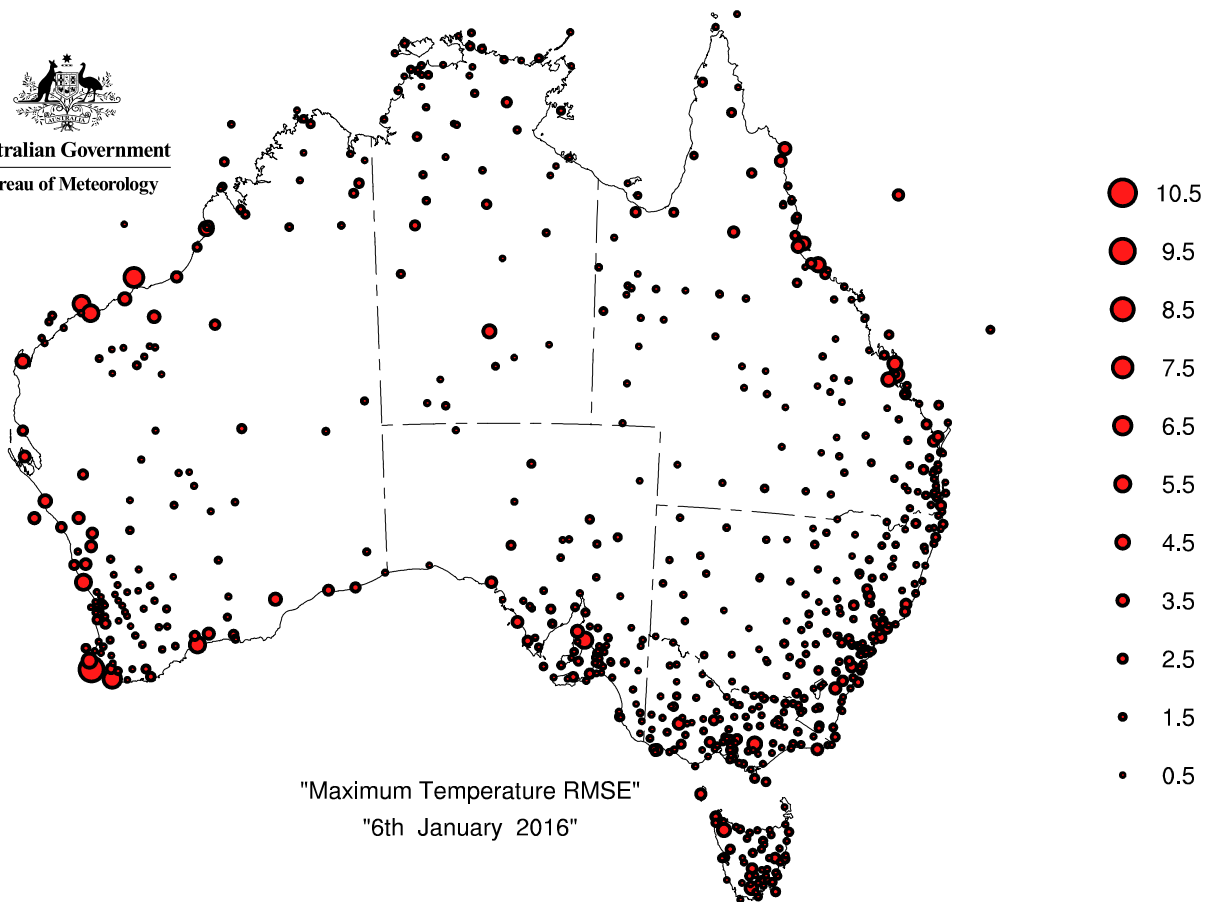 AUSTRALIA
tralian Government
reau of Meteorology
10.5
9.5
8.5
7.5
6.5
5.5
4.5
3.5
2.5
1.5
0.5
"Maximum Temperature RMSE"
"6th January 2016"